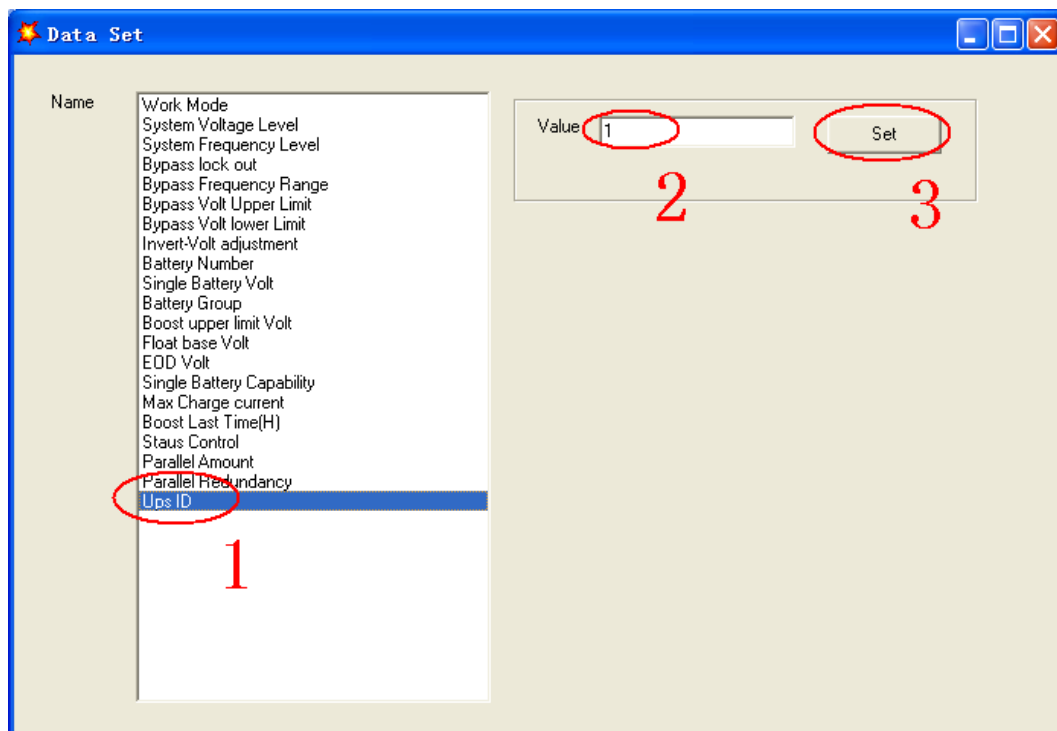 Data Set
Name
Work Mode
System Voltage Level
System Frequency Level
Bypass lock out
Bypass Frequency Range
Bypass Volt Upper Limit
Bypass Volt lower Limit
Invert-Volt adjustment
Battery Number
Single Battery Volt
Battery Group
Boost upper limit Volt
Float base Volt
EOD Volt
Single Battery Capability
Max Charge current
Boost Last Time(H)
Staus Control
Parallel Amount
Parallel Redundancy
Ups ID
1
Value 1 Set
2 3